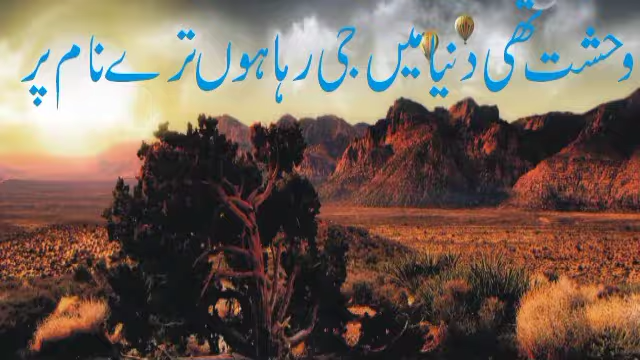 وحشت تھی دنیا میں جی رہا ہوں ترے نام پر